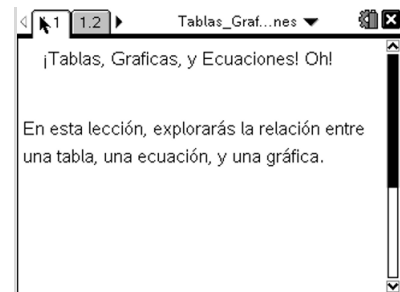 1.2
Tablas_Graf...nes
¡Tablas, Graficas, y Ecuaciones! Oh!
En esta lección, explorarás la relación entre
una tabla, una ecuación, y una gráfica.